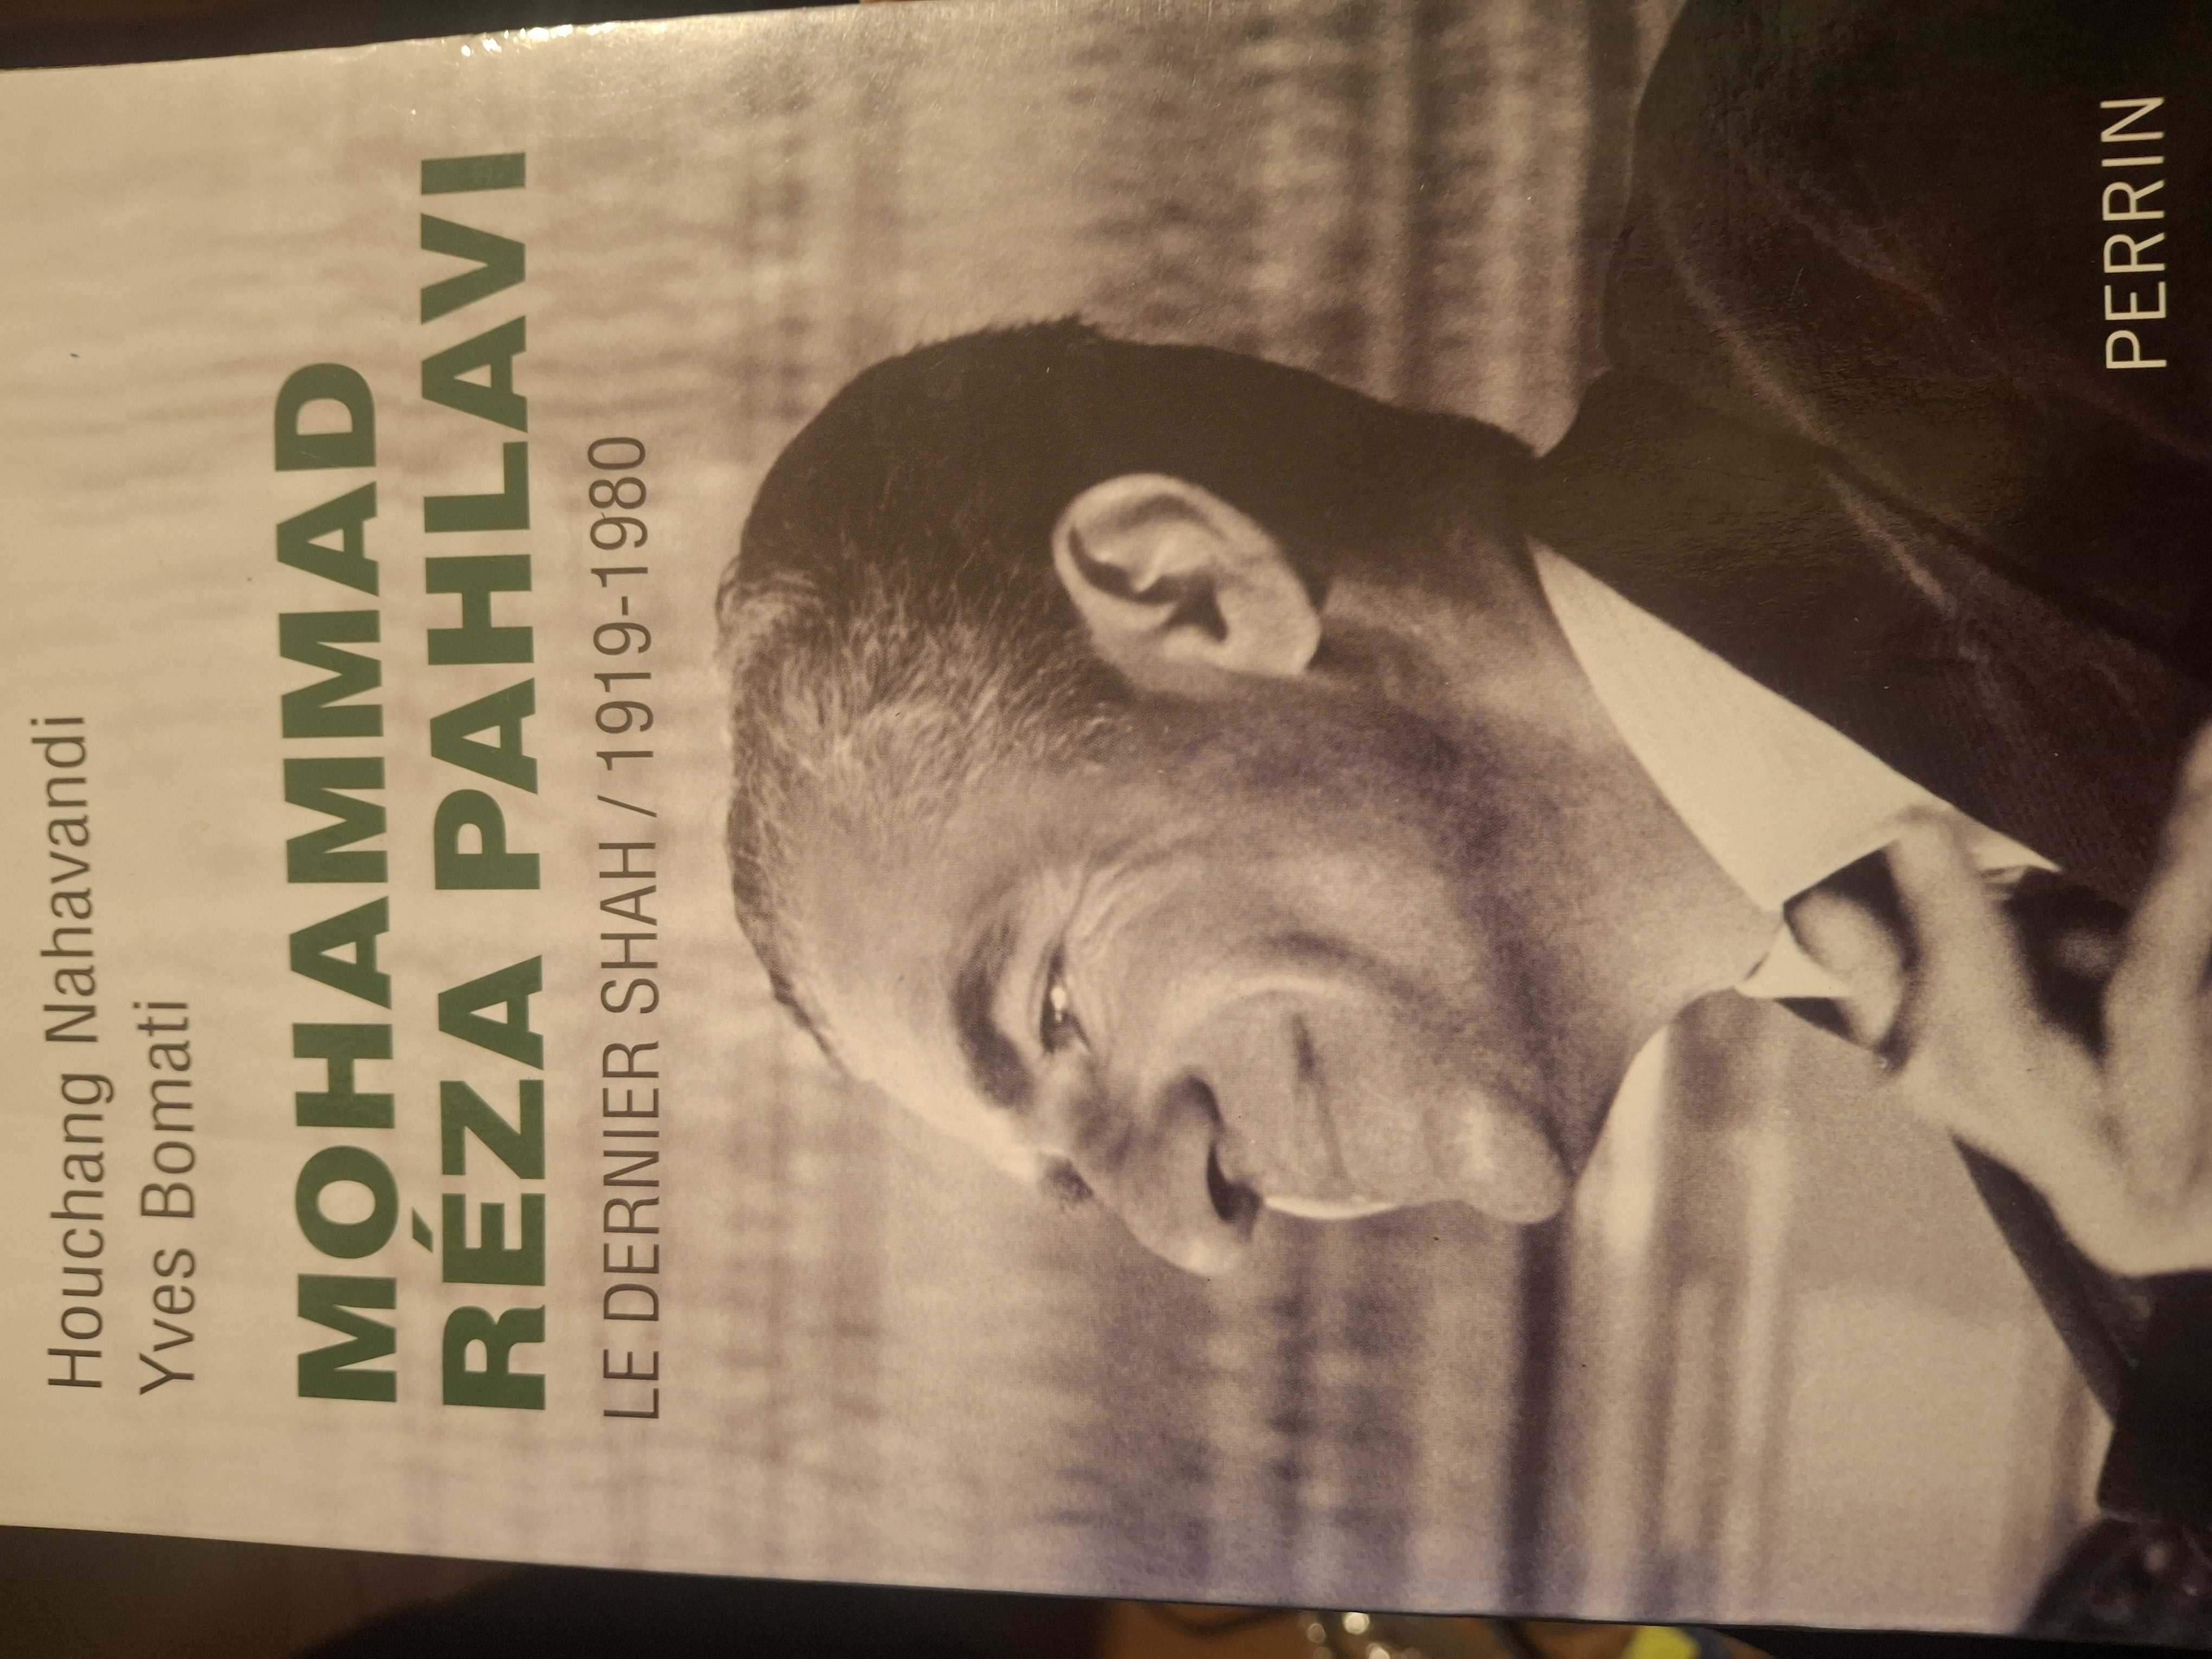 Houchang Nahavandi
Yves Bomati
MOHAMMAD
RÉZA PAHLAVI
LE DERNIER SHAH / 1919-1980
PERRIN